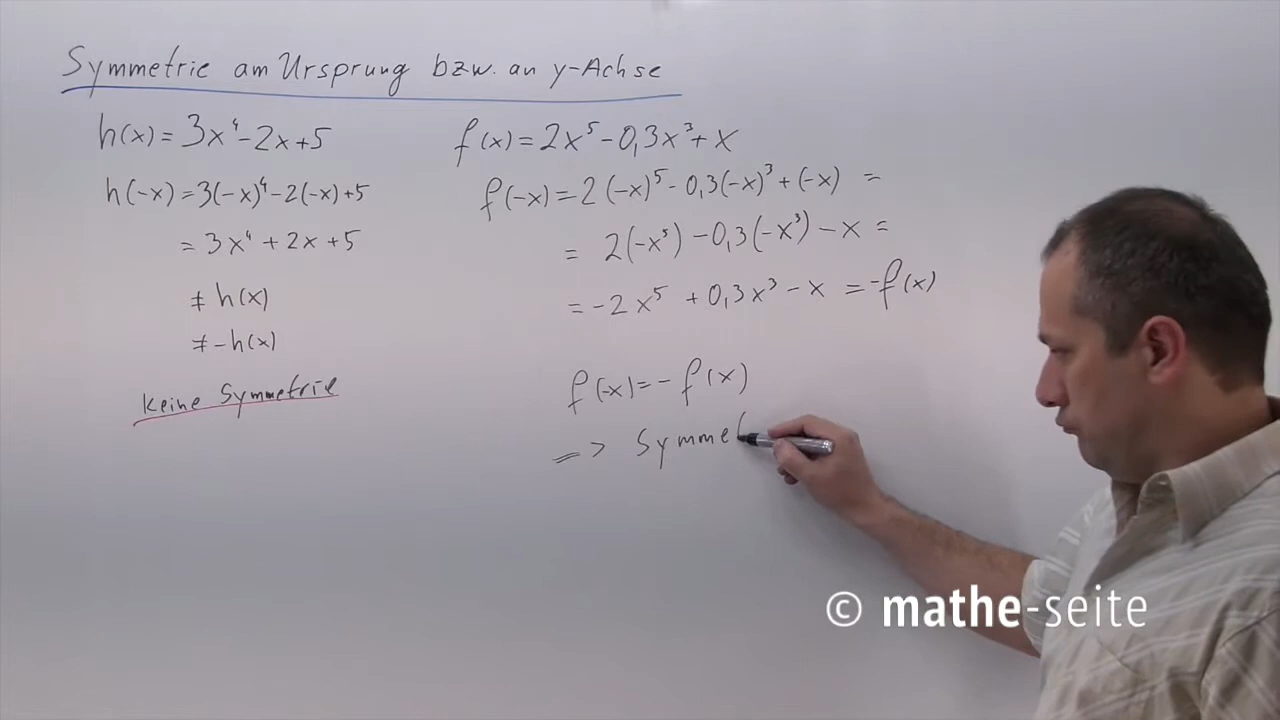 Symmetrie am Ursprung bzw. an y-Achse
h(x) = 3x⁴ - 2x + 5
h(-x) = 3(-x)⁴ - 2(-x) + 5
= 3x⁴ + 2x + 5
≠ h(x)
≠ -h(x)
keine Symmetrie
f(x) = 2x⁵ - 0,3x³ + x
f(-x) = 2(-x)⁵ - 0,3(-x)³ + (-x) =
= 2(-x⁵) - 0,3(-x³) - x =
= -2x⁵ + 0,3x³ - x = -f(x)
f(-x) = - f(x)
=> Symmet
© mathe-seite